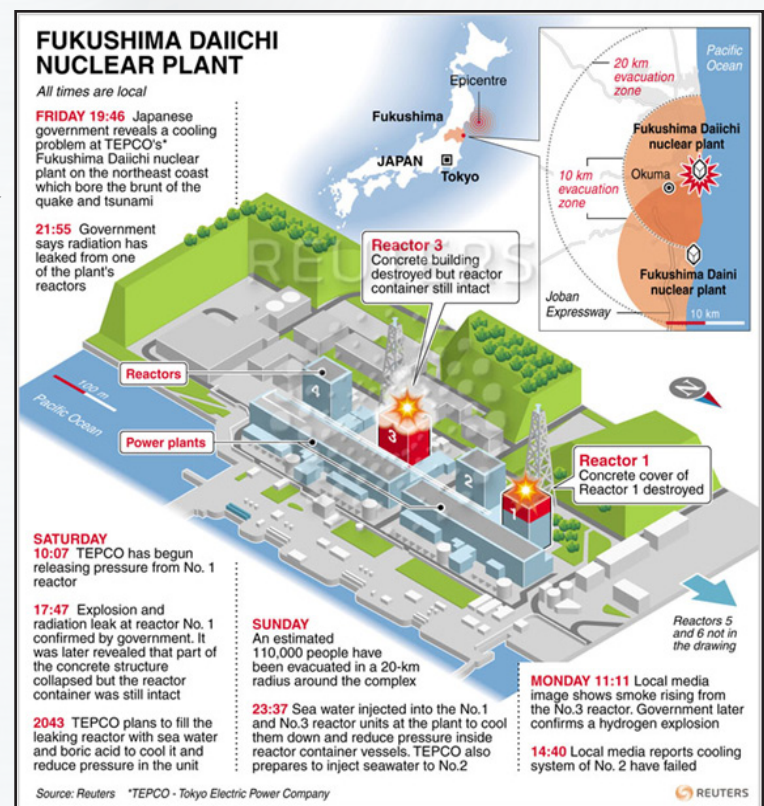 FUKUSHIMA DAIICHI
NUCLEAR PLANT
All times are local
FRIDAY 19:46 Japanese
government reveals a cooling
problem at TEPCO's*
Fukushima Daiichi nuclear
plant on the northeast coast
which bore the brunt of the
quake and tsunami
21:55 Government
says radiation has
leaked from one
of the plant's
reactors
Epicentre
Fukushima
JAPAN
Tokyo
Pacific
Ocean
20 km
evacuation
zone
Fukushima Daiichi
nuclear plant
10 km
evacuation
zone
Okuma
Fukushima Daini
nuclear plant
Joban
Expressway
10 km
REUTERS
Reactor 3
Concrete building
destroyed but reactor
container still intact
Reactors
100 m
Pacific Ocean
Power plants
4
3
2
1
N
Reactor 1
Concrete cover of
Reactor 1 destroyed
Reactors 5
and 6 not in
the drawing
SATURDAY
10:07 TEPCO has begun
releasing pressure from No. 1
reactor
17:47 Explosion and
radiation leak at reactor No. 1
confirmed by government. It
was later revealed that part of
the concrete structure
collapsed but the reactor
container was still intact
2043 TEPCO plans to fill the
leaking reactor with sea water
and boric acid to cool it and
reduce pressure in the unit
SUNDAY
An estimated
110,000 people have
been evacuated in a 20-km
radius around the complex
23:37 Sea water injected into the No.1
and No.3 reactor units at the plant to cool
them down and reduce pressure inside
reactor container vessels. TEPCO also
prepares to inject seawater to No.2
MONDAY 11:11 Local media
image shows smoke rising from
the No.3 reactor. Government later
confirms a hydrogen explosion
14:40 Local media reports cooling
system of No. 2 have failed
Source: Reuters *TEPCO - Tokyo Electric Power Company
REUTERS